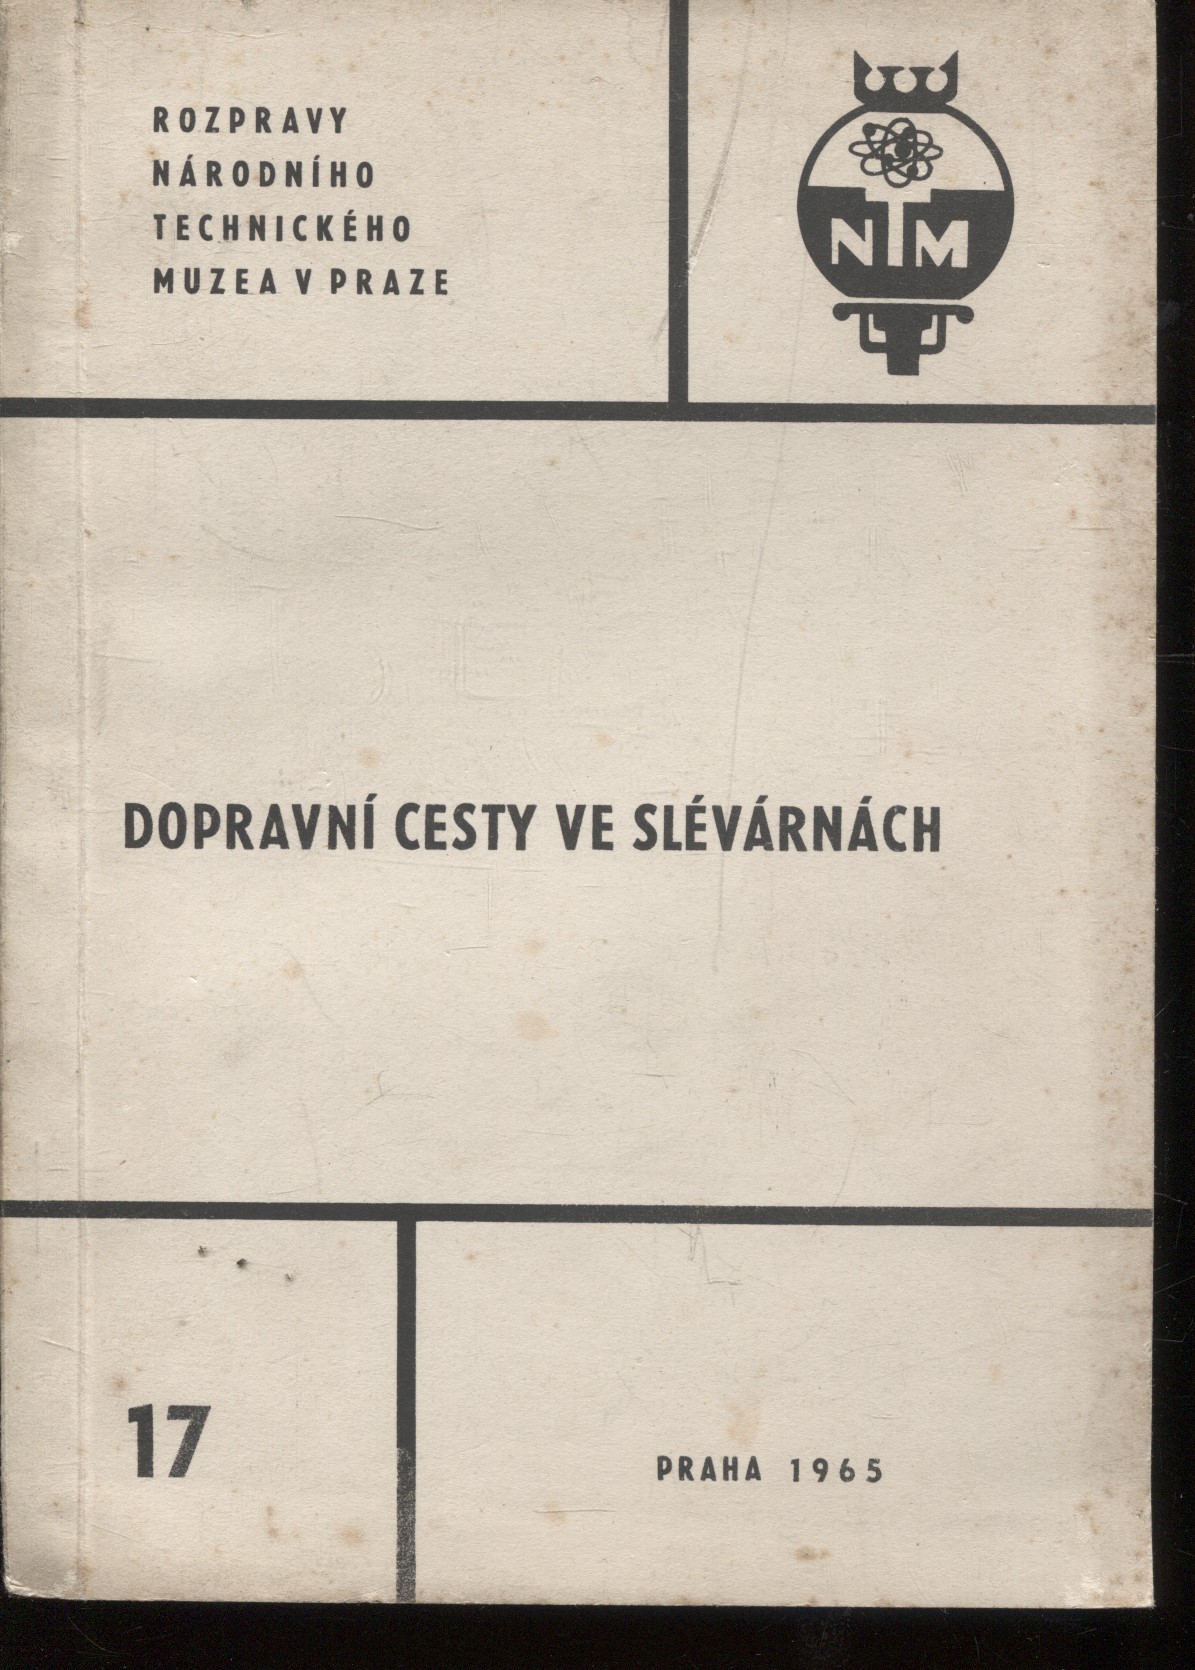 ROZPRAVY
NÁRODNÍHO
TECHNICKÉHO
MUZEA V PRAZE
NTM
DOPRAVNÍ CESTY VE SLÉVÁRNÁCH
17
PRAHA 1965